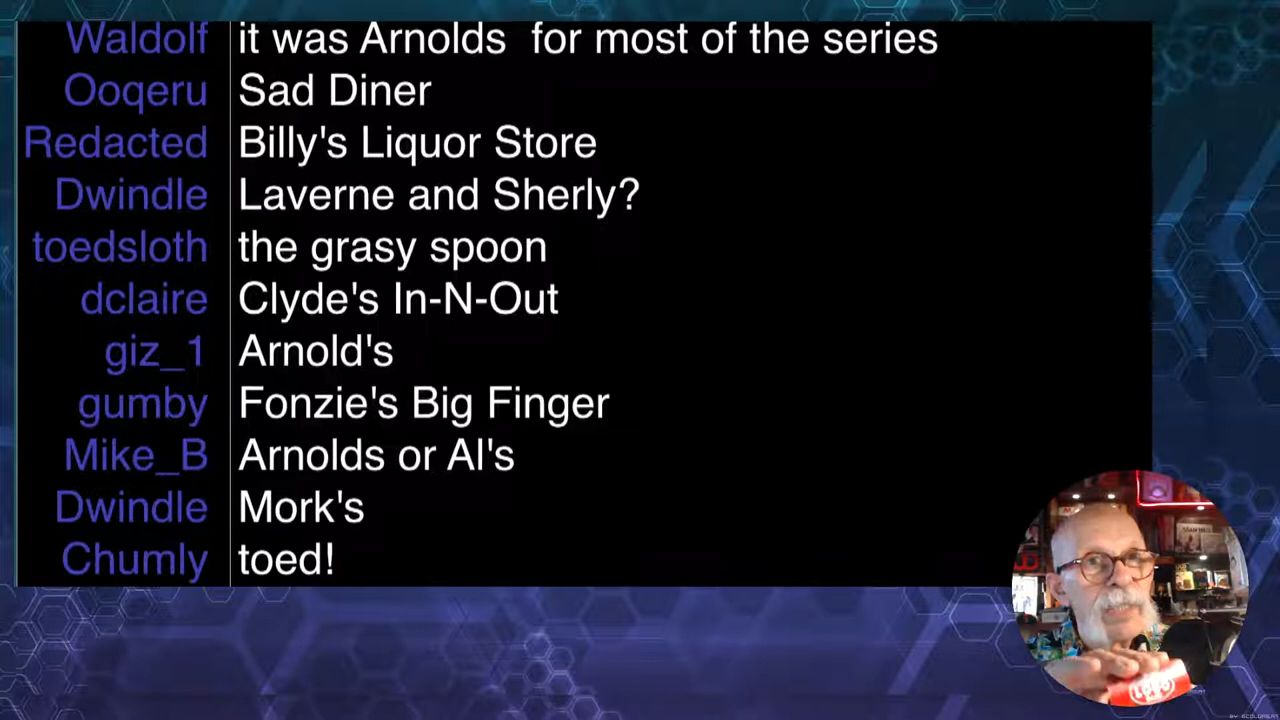 Waldolf it was Arnolds for most of the series
Ooqeru Sad Diner
Redacted Billy's Liquor Store
Dwindle Laverne and Sherly?
toedsloth the grasy spoon
dclaire Clyde's In-N-Out
giz_1 Arnold's
gumby Fonzie's Big Finger
Mike_B Arnolds or Al's
Dwindle Mork's
Chumly toed!